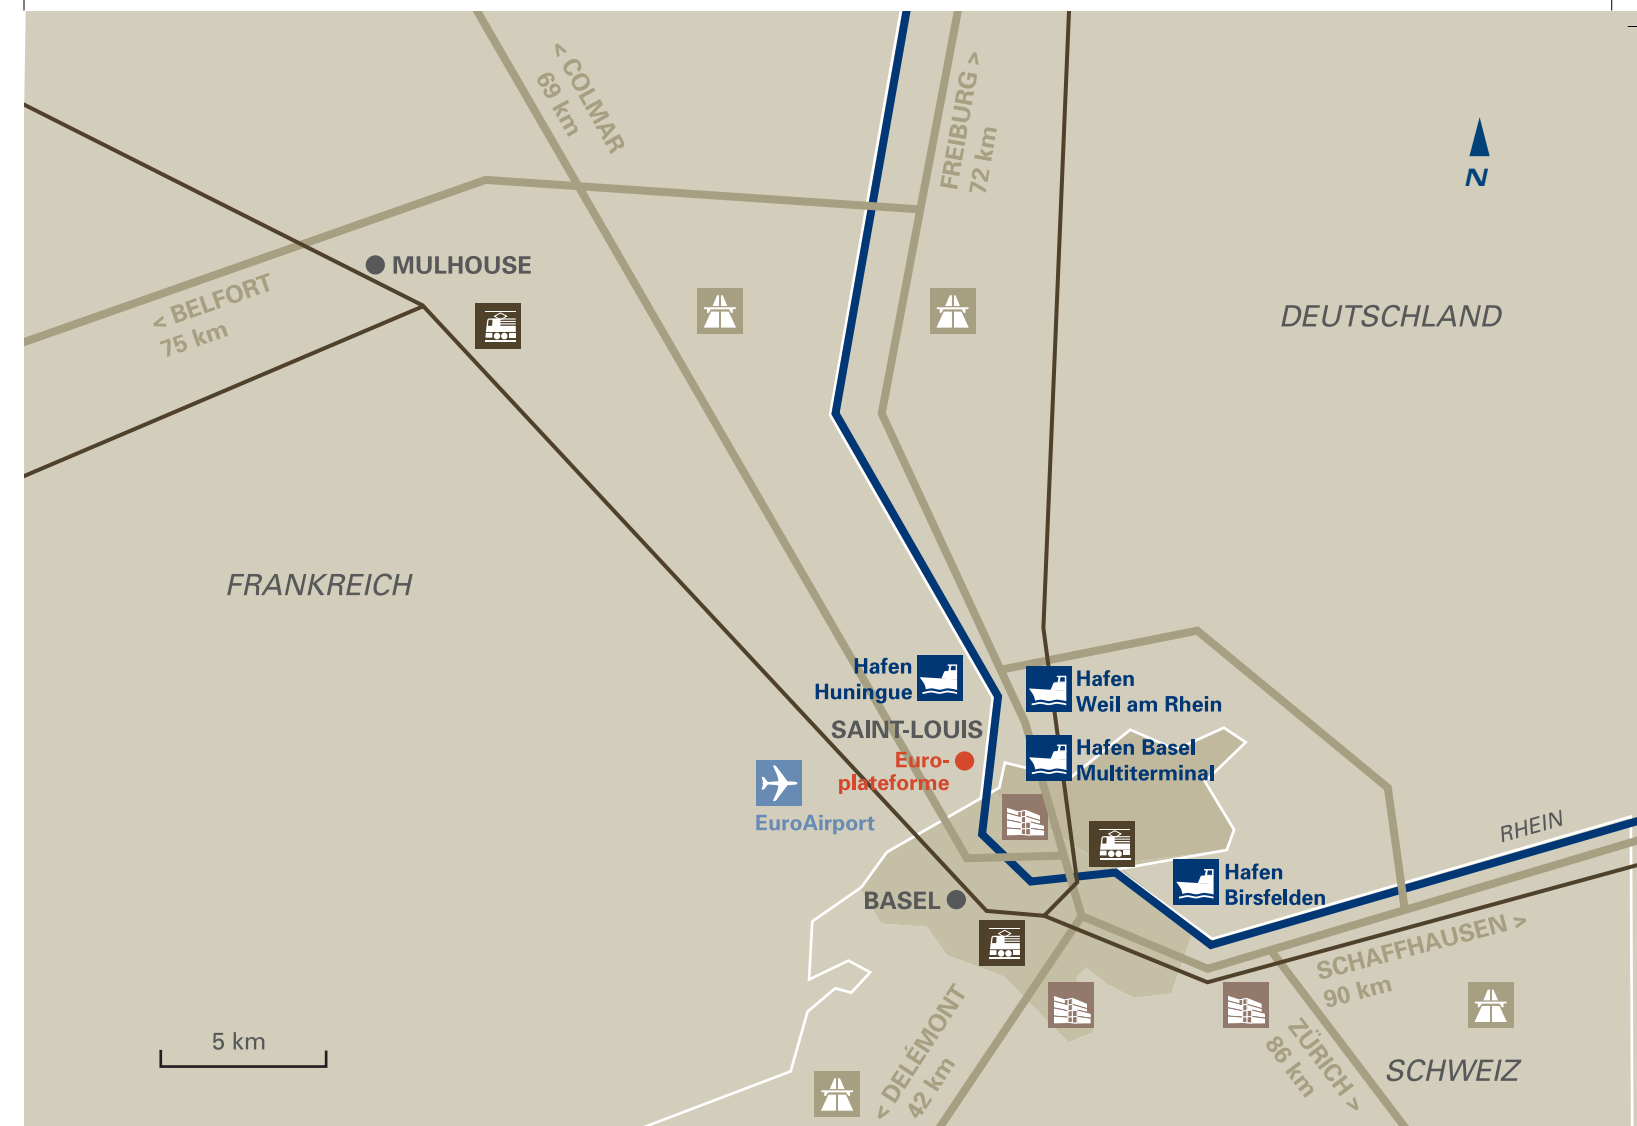 < COLMAR
69 km
FREIBURG >
72 km
N
MULHOUSE
< BELFORT
75 km
DEUTSCHLAND
FRANKREICH
Hafen
Huningue
Hafen
Weil am Rhein
SAINT-LOUIS
Euro-
plateforme
Hafen Basel
Multiterminal
EuroAirport
RHEIN
Hafen
Birsfelden
BASEL
SCHAFFHAUSEN >
90 km
< DELÉMONT
42 km
ZÜRICH >
86 km
5 km
SCHWEIZ